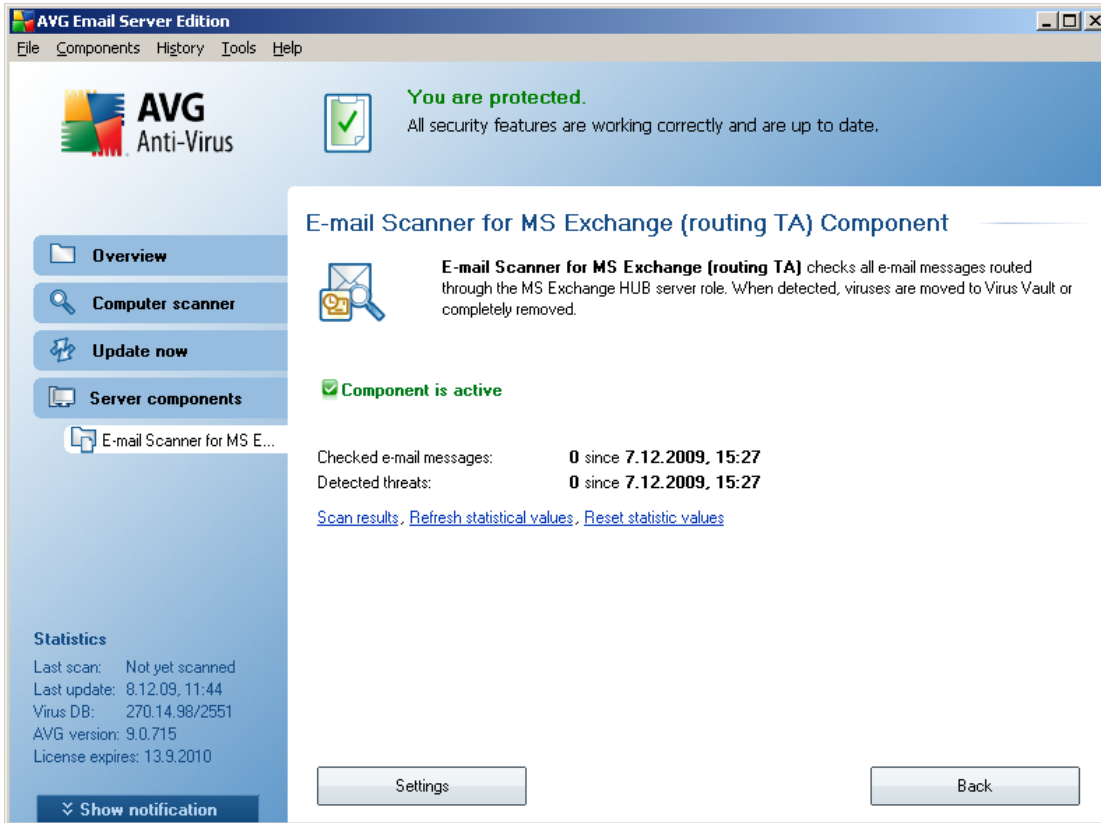 AVG Email Server Edition
File Components History Tools Help
AVG
Anti-Virus
You are protected.
All security features are working correctly and are up to date.
Overview
Computer scanner
Update now
Server components
E-mail Scanner for MS E...
E-mail Scanner for MS Exchange (routing TA) Component
E-mail Scanner for MS Exchange (routing TA) checks all e-mail messages routed
through the MS Exchange HUB server role. When detected, viruses are moved to Virus Vault or
completely removed.
Component is active
Checked e-mail messages: 0 since 7.12.2009, 15:27
Detected threats: 0 since 7.12.2009, 15:27
Scan results, Refresh statistical values, Reset statistic values
Statistics
Last scan: Not yet scanned
Last update: 8.12.09, 11:44
Virus DB: 270.14.98/2551
AVG version: 9.0.715
License expires: 13.9.2010
Show notification
Settings
Back